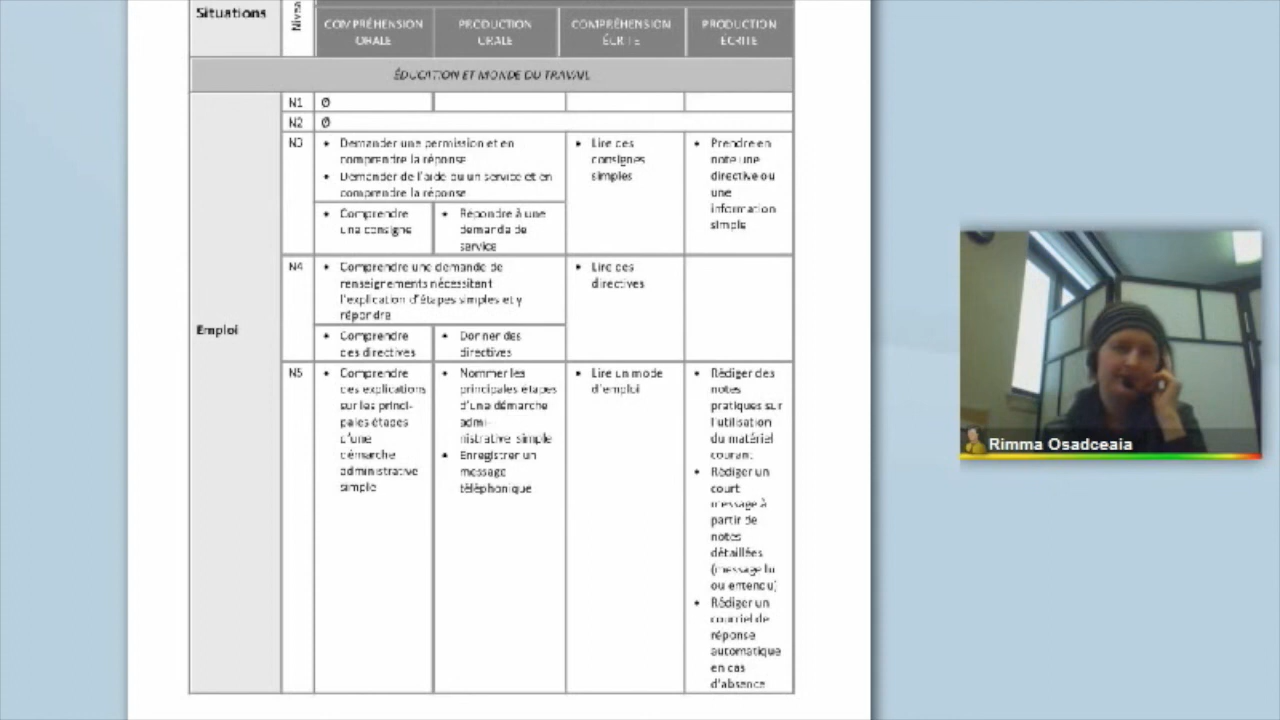 Situations
Nivea
COMPRÉHENSION
ORALE
PRODUCTION
ORALE
COMPRÉHENSION
ÉCRITE
PRODUCTION
ÉCRITE
ÉDUCATION ET MONDE DU TRAVAIL
Emploi
N1
Ø
N2
Ø
N3
• Demander une permission et en
comprendre la réponse
• Demander de l'aide ou un service et en
comprendre la réponse
• Comprendre
une consigne
• Répondre à une
demande de
service
• Lire des
consignes
simples
• Prendre en
note une
directive ou
une
information
simple
N4
• Comprendre une demande de
renseignements nécessitant
l'explication d'étapes simples et y
répondre
• Comprendre
des directives
• Donner des
directives
• Lire des
directives
N5
• Comprendre
des explications
sur les princi-
pales étapes
d'une
démarche
administrative
simple
• Nommer les
principales étapes
d'une démarche
admi-
nistrative simple
• Enregistrer un
message
téléphonique
• Lire un mode
d'emploi
• Rédiger des
notes
pratiques sur
l'utilisation
du matériel
courant
• Rédiger un
court
message à
partir de
notes
détaillées
(message lu
ou entendu)
• Rédiger un
courriel de
réponse
automatique
en cas
d'absence
Rimma Osadceaia